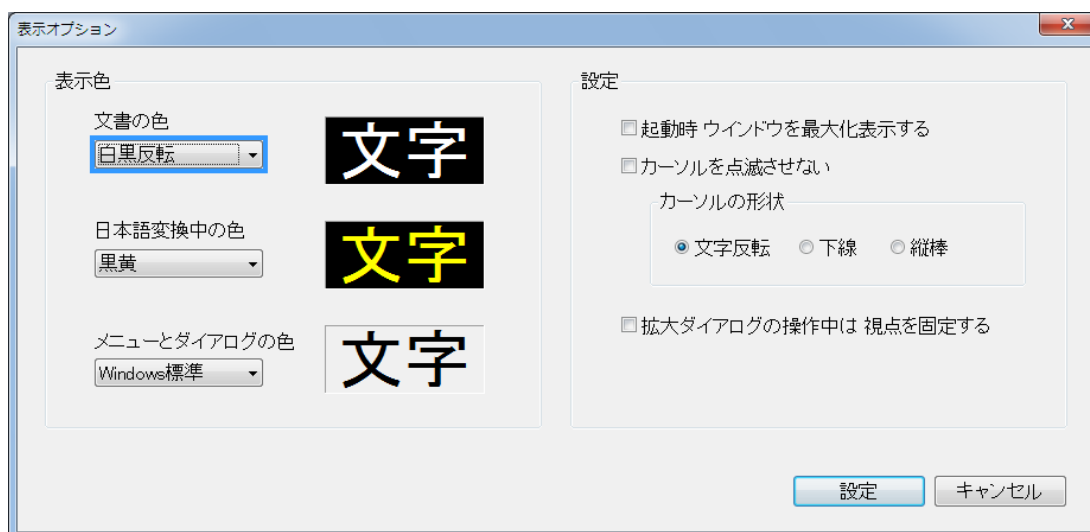 表示オプション
表示色
文書の色
白黒反転
文字
日本語変換中の色
黒黄
文字
メニューとダイアログの色
Windows標準
文字
設定
起動時 ウインドウを最大化表示する
カーソルを点滅させない
カーソルの形状
文字反転 下線 縦棒
拡大ダイアログの操作中は 視点を固定する
設定 キャンセル